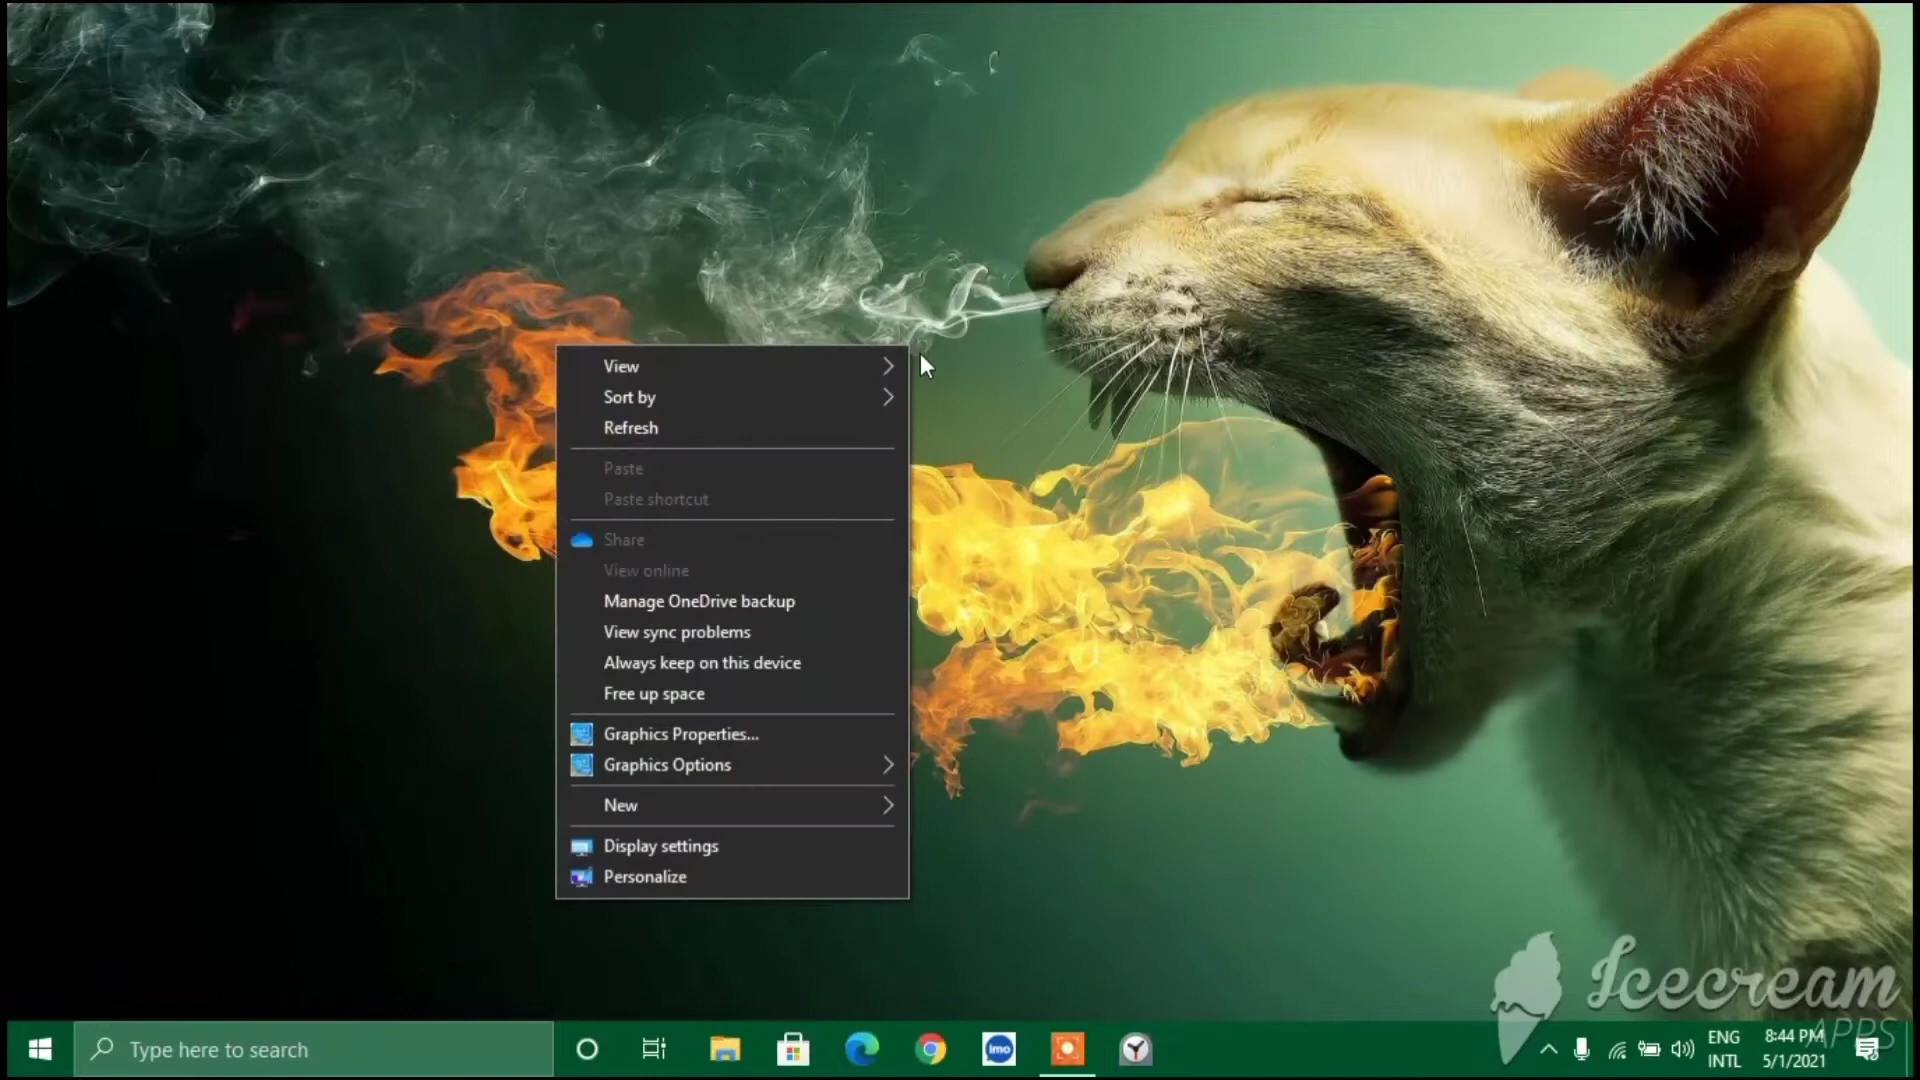 View
Sort by
Refresh
Paste
Paste shortcut
Share
View online
Manage OneDrive backup
View sync problems
Always keep on this device
Free up space
Graphics Properties...
Graphics Options
New
Display settings
Personalize
Icecream
APPS
Type here to search
imo
ENG
INTL
8:44 PM
5/1/2021